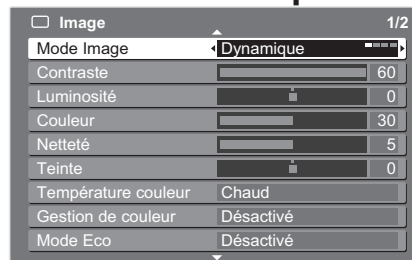 Image 1/2
Mode Image Dynamique
Contraste 60
Luminosité 0
Couleur 30
Netteté 5
Teinte 0
Température couleur Chaud
Gestion de couleur Désactivé
Mode Eco Désactivé